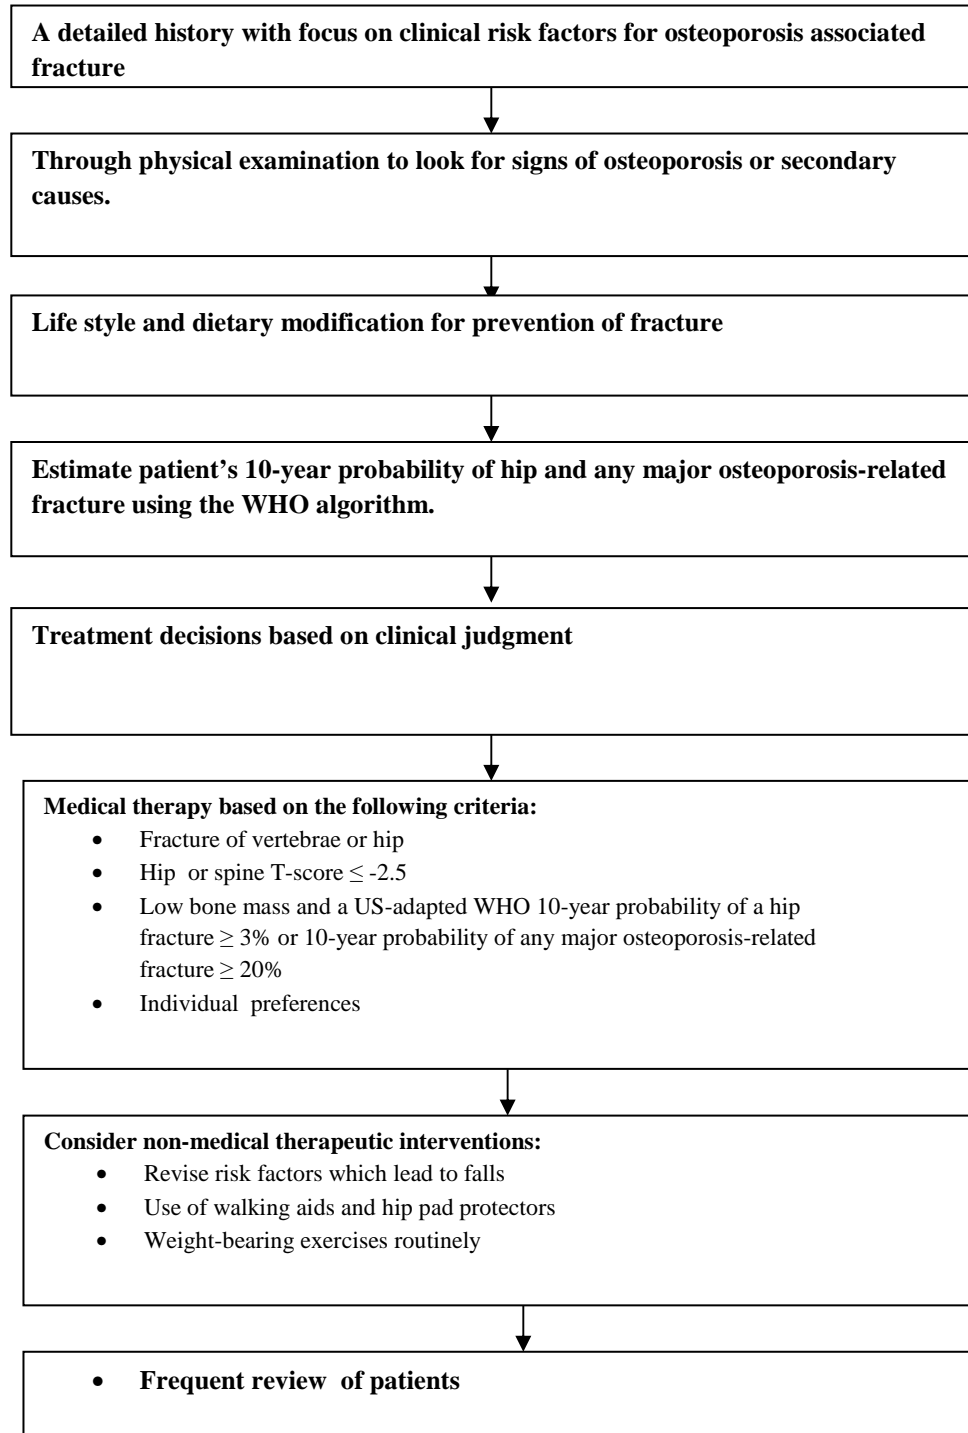 A detailed history with focus on clinical risk factors for osteoporosis associated
fracture
Through physical examination to look for signs of osteoporosis or secondary
causes.
Life style and dietary modification for prevention of fracture
Estimate patient’s 10-year probability of hip and any major osteoporosis-related
fracture using the WHO algorithm.
Treatment decisions based on clinical judgment
Medical therapy based on the following criteria:
• Fracture of vertebrae or hip
• Hip or spine T-score ≤ -2.5
• Low bone mass and a US-adapted WHO 10-year probability of a hip
fracture ≥ 3% or 10-year probability of any major osteoporosis-related
fracture ≥ 20%
• Individual preferences
Consider non-medical therapeutic interventions:
• Revise risk factors which lead to falls
• Use of walking aids and hip pad protectors
• Weight-bearing exercises routinely
• Frequent review of patients